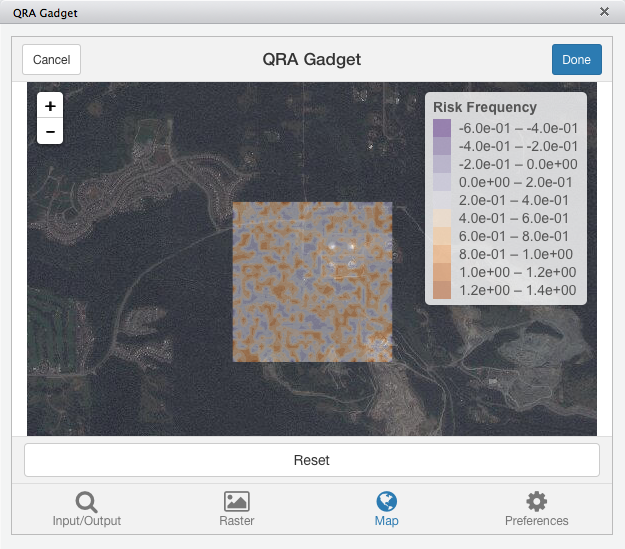 QRA Gadget
Cancel
QRA Gadget
Done
+
−
Risk Frequency
-6.0e-01 – -4.0e-01
-4.0e-01 – -2.0e-01
-2.0e-01 – 0.0e+00
0.0e+00 – 2.0e-01
2.0e-01 – 4.0e-01
4.0e-01 – 6.0e-01
6.0e-01 – 8.0e-01
8.0e-01 – 1.0e+00
1.0e+00 – 1.2e+00
1.2e+00 – 1.4e+00
Reset
Input/Output Raster Map Preferences